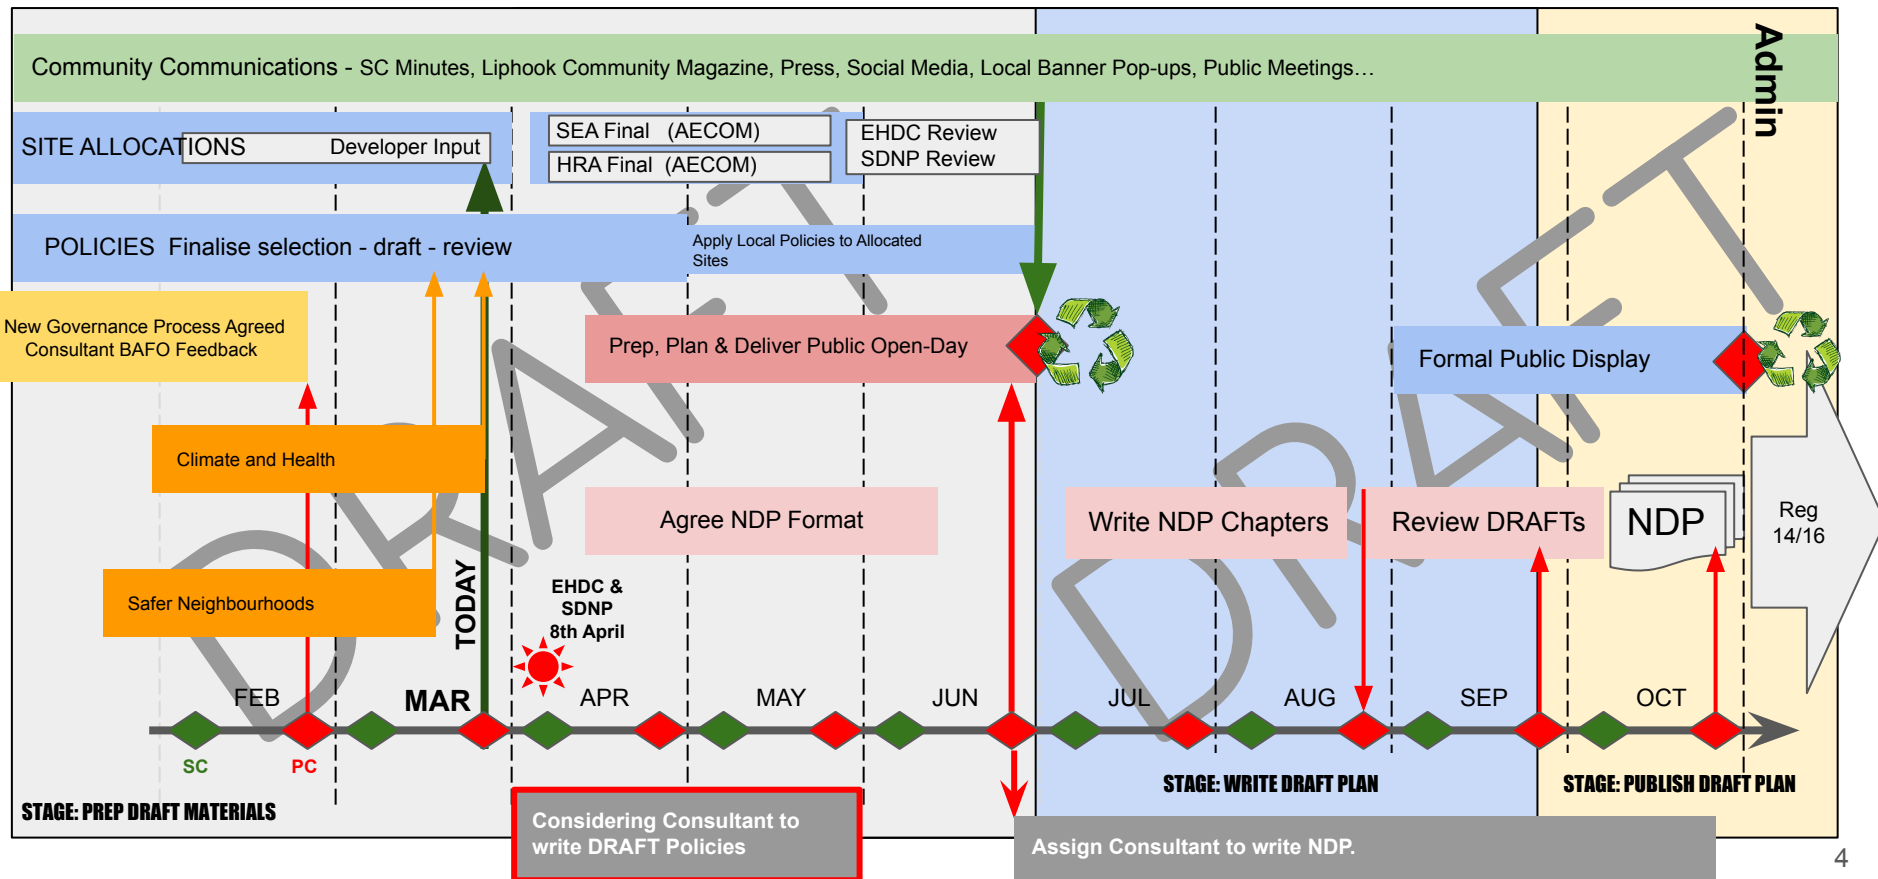 Community Communications - SC Minutes, Liphook Community Magazine, Press, Social Media, Local Banner Pop-ups, Public Meetings…
Admin
SITE ALLOCATIONS
Developer Input
SEA Final (AECOM)
HRA Final (AECOM)
EHDC Review
SDNP Review
POLICIES Finalise selection - draft - review
Apply Local Policies to Allocated
Sites
New Governance Process Agreed
Consultant BAFO Feedback
Prep, Plan & Deliver Public Open-Day
Formal Public Display
Climate and Health
Agree NDP Format
Write NDP Chapters
Review DRAFTs
NDP
Reg
14/16
Safer Neighbourhoods
TODAY
EHDC &
SDNP
8th April
DRAFT
DRAFT
FEB
MAR
APR
MAY
JUN
JUL
AUG
SEP
OCT
SC
PC
STAGE: PREP DRAFT MATERIALS
STAGE: WRITE DRAFT PLAN
STAGE: PUBLISH DRAFT PLAN
Considering Consultant to
write DRAFT Policies
Assign Consultant to write NDP.
4